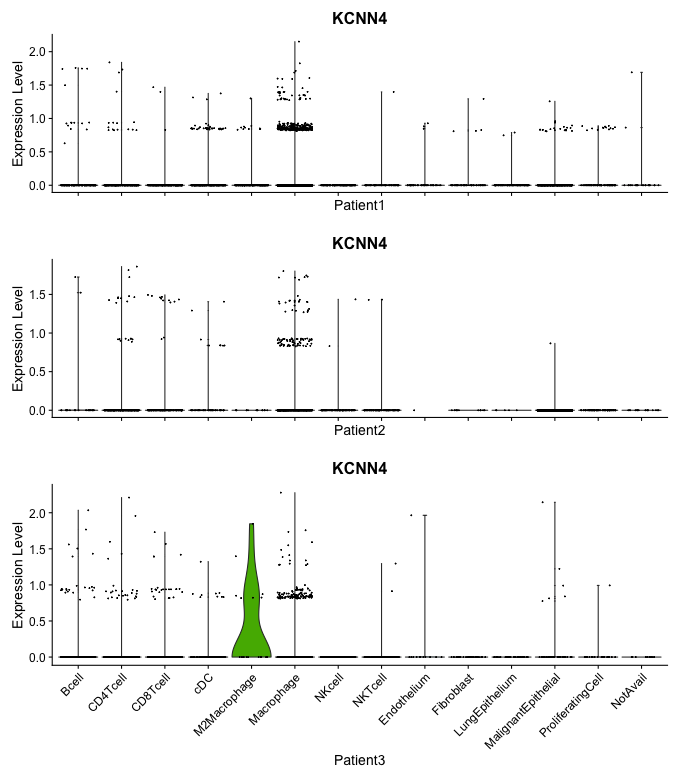 KCNN4
Expression Level
2.0
1.5
1.0
0.5
0.0
Patient1
KCNN4
Expression Level
1.5
1.0
0.5
0.0
Patient2
KCNN4
Expression Level
2.0
1.5
1.0
0.5
0.0
Bcell
CD4Tcell
CD8Tcell
cDC
M2Macrophage
Macrophage
NKcell
NKTcell
Endothelium
Fibroblast
LungEpithelium
MalignantEpithelial
ProliferatingCell
NotAvail
Patient3